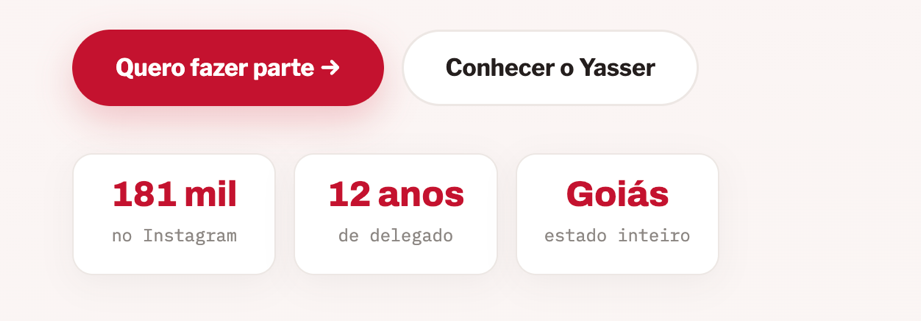 Quero fazer parte →
Conhecer o Yasser
181 mil
no Instagram
12 anos
de delegado
Goiás
estado inteiro